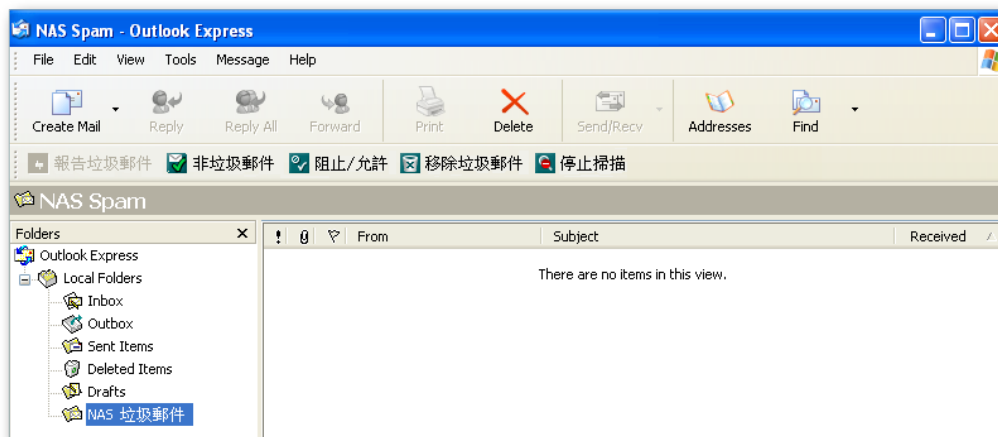 NAS Spam - Outlook Express
File Edit View Tools Message Help
Create Mail Reply Reply All Forward Print Delete Send/Recv Addresses Find
報告垃圾郵件 非垃圾郵件 阻止/允許 移除垃圾郵件 停止掃描
NAS Spam
Folders
! From Subject Received
Outlook Express
There are no items in this view.
Local Folders
Inbox
Outbox
Sent Items
Deleted Items
Drafts
NAS 垃圾郵件